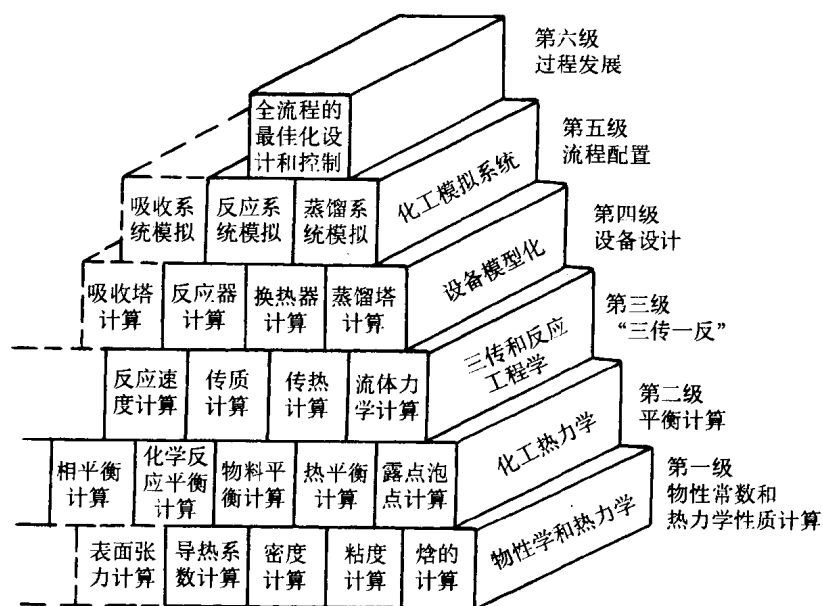 第六级
过程发展
全流程的
最佳化设
计和控制
第五级
流程配置
化工模拟系统
吸收系
统模拟
反应系
统模拟
蒸馏系
统模拟
第四级
设备设计
设备模型化
吸收塔
计算
反应器
计算
换热器
计算
蒸馏塔
计算
第三级
“三传一反”
三传和反应
工程学
反应速
度计算
传质
计算
传热
计算
流体力
学计算
第二级
平衡计算
化工热力学
相平衡
计算
化学反
应平衡
计算
物料平
衡计算
热平衡
计算
露点泡
点计算
第一级
物性常数和
热力学性质计算
物性学和热力学
表面张
力计算
导热系
数计算
密度
计算
粘度
计算
焓的
计算